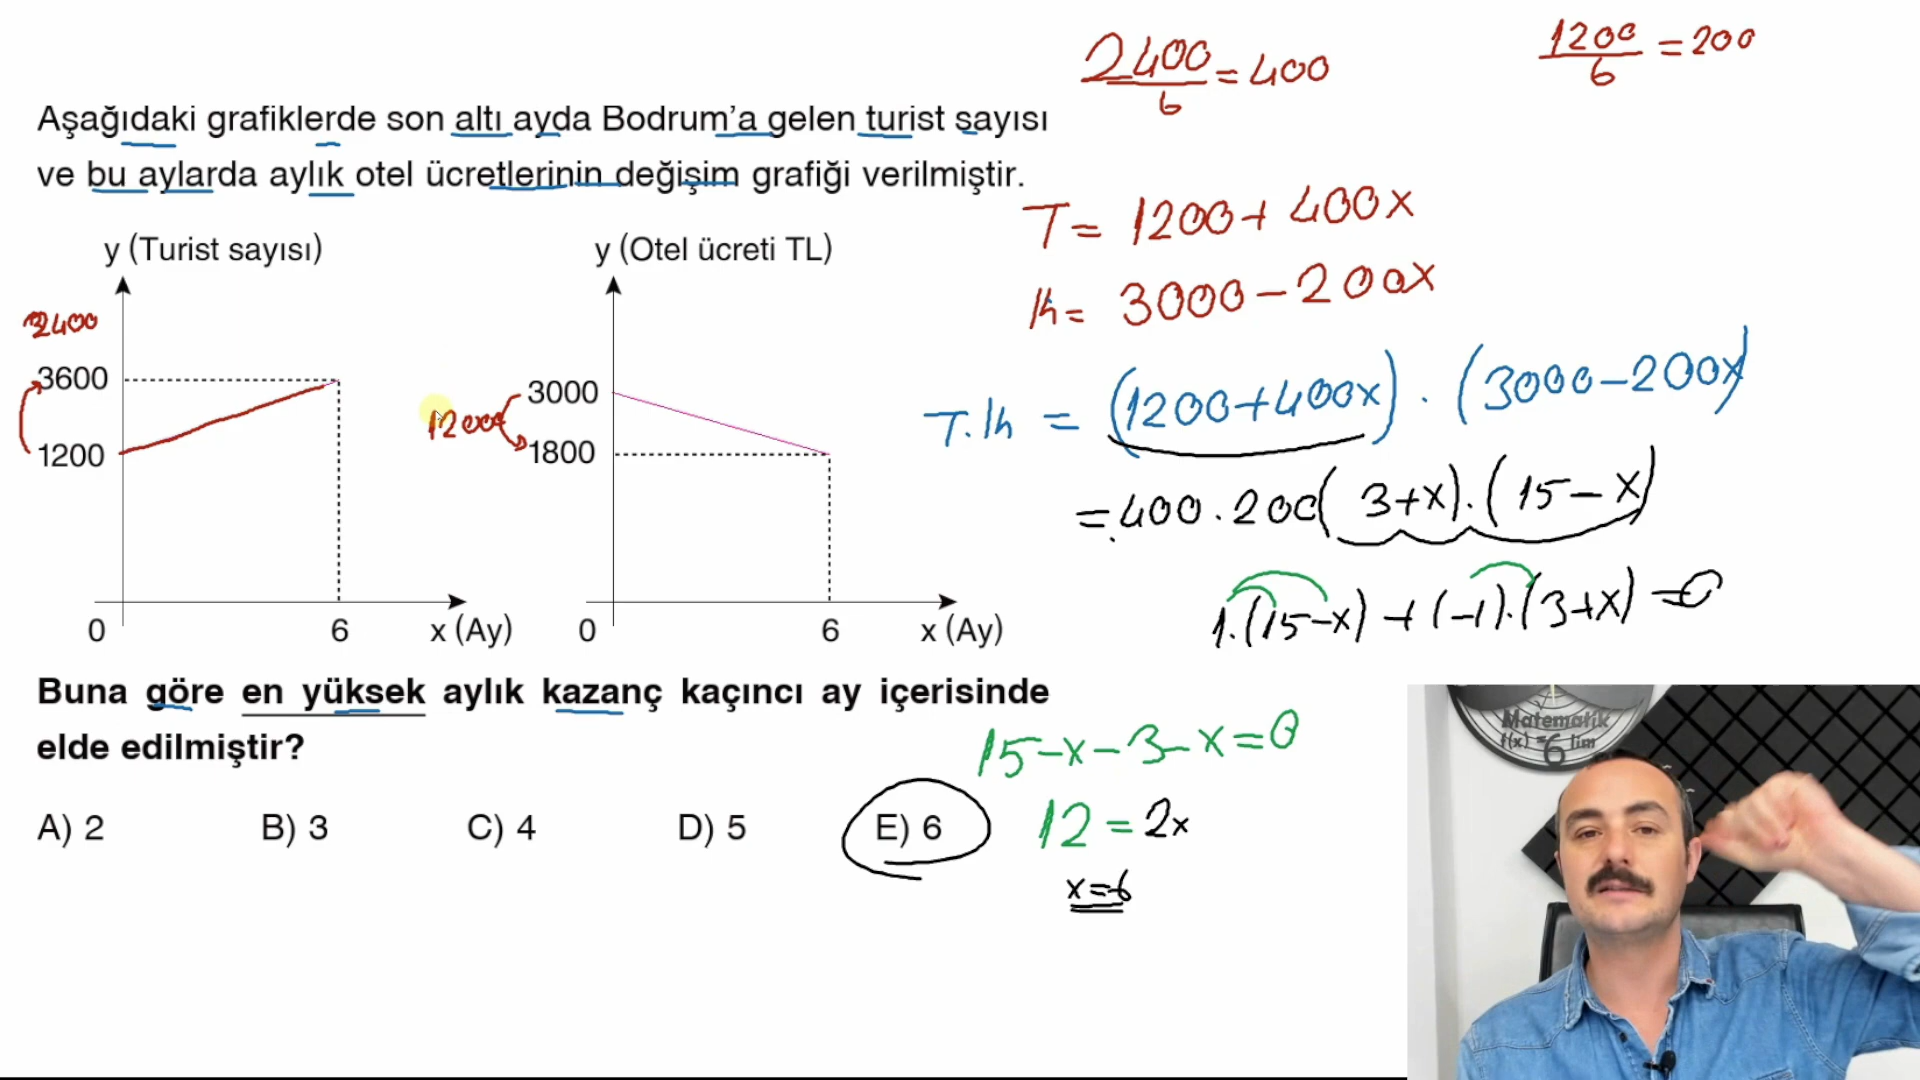 2400/6 = 400
1200/6 = 200
Aşağıdaki grafiklerde son altı ayda Bodrum’a gelen turist sayısı
ve bu aylarda aylık otel ücretlerinin değişim grafiği verilmiştir.
y (Turist sayısı)
2400
3600
1200
0
6
x (Ay)
y (Otel ücreti TL)
1200
3000
1800
0
6
x (Ay)
T = 1200 + 400x
h = 3000 - 200x
T.h = (1200+400x) . (3000-200x)
= 400 . 200 (3+x) . (15-x)
1.(15-x) + (-1).(3+x) = 0
Buna göre en yüksek aylık kazanç kaçıncı ay içerisinde
elde edilmiştir?
15-x-3-x=0
12 = 2x
x=6
A) 2 B) 3 C) 4 D) 5 E) 6
Matematik
f(x) = lim
6